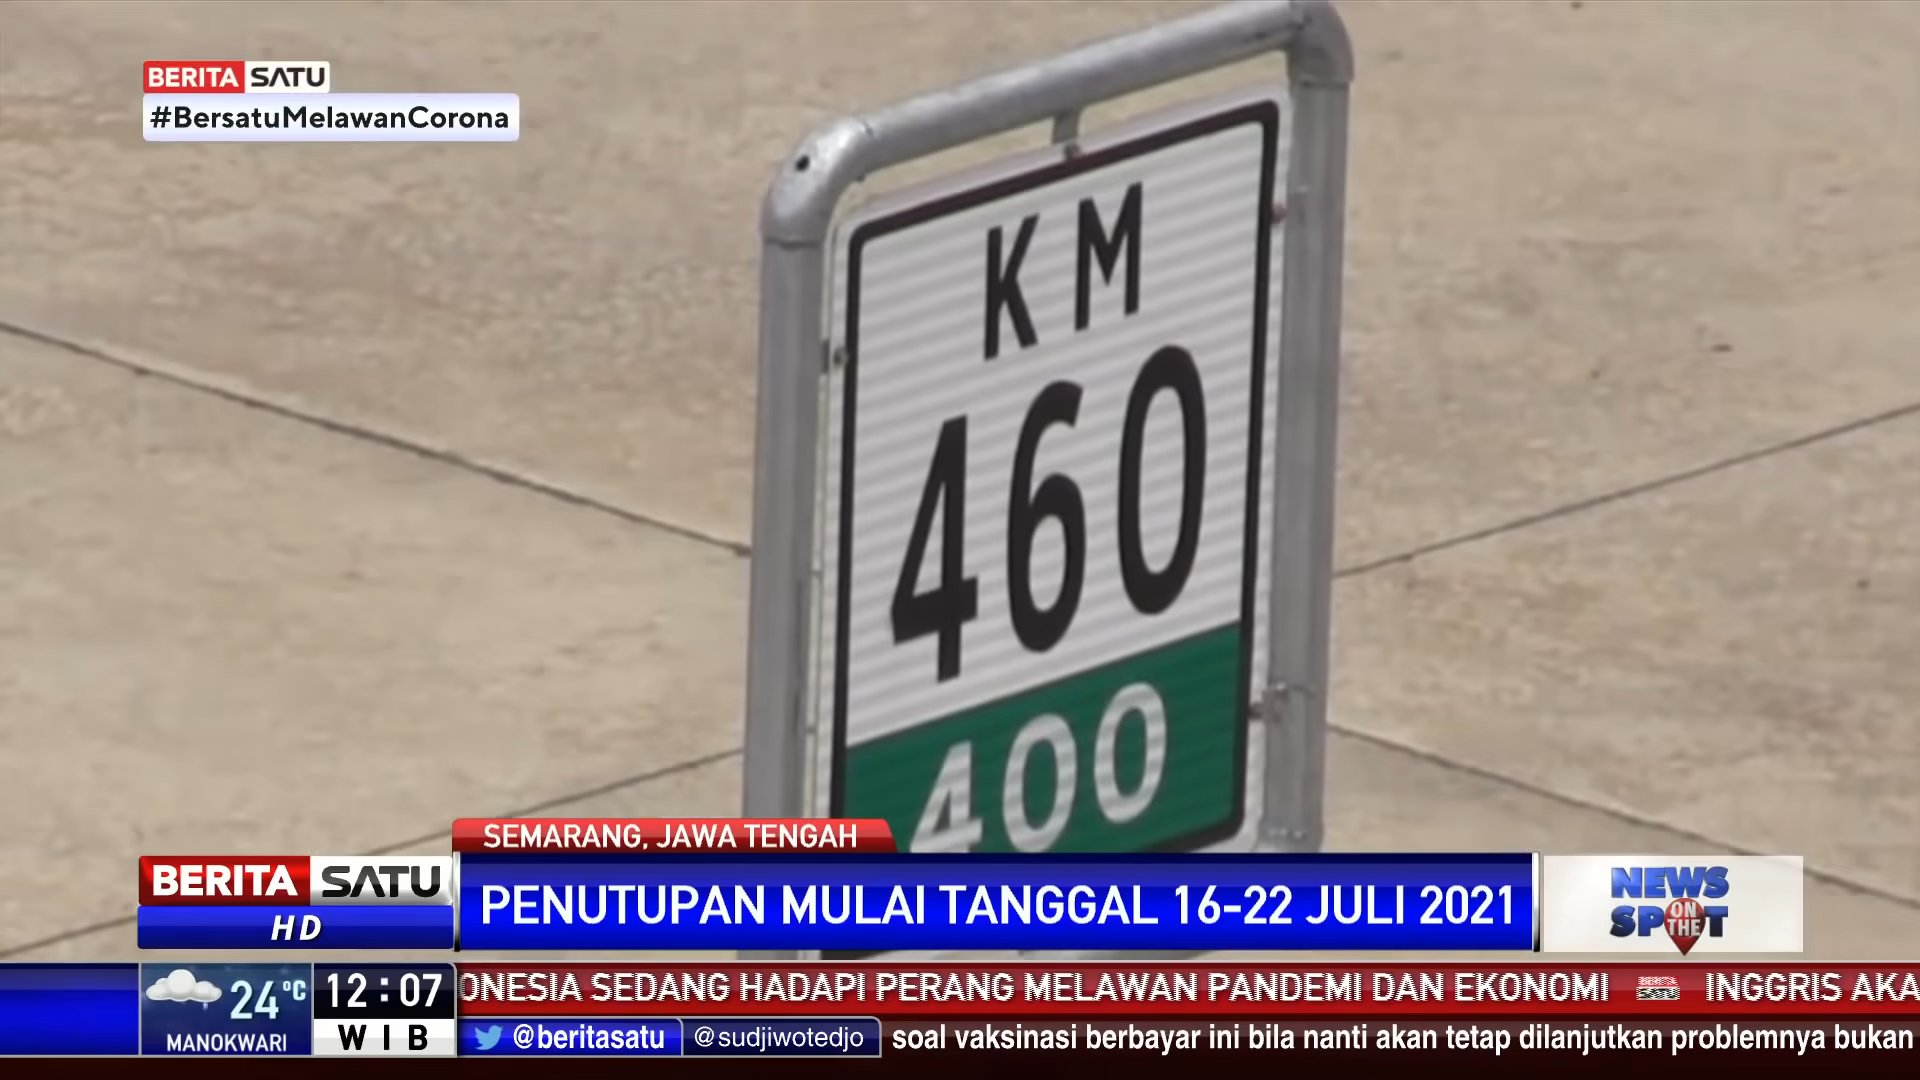 BERITA SATU
#BersatuMelawanCorona
KM
460
400
SEMARANG, JAWA TENGAH
BERITA SATU
HD
PENUTUPAN MULAI TANGGAL 16-22 JULI 2021
NEWS
ON THE
SPOT
24°C
MANOKWARI
12:07
WIB
ONESIA SEDANG HADAPI PERANG MELAWAN PANDEMI DAN EKONOMI INGGRIS AKA
@beritasatu @sudjiwotedjo soal vaksinasi berbayar ini bila nanti akan tetap dilanjutkan problemnya bukan